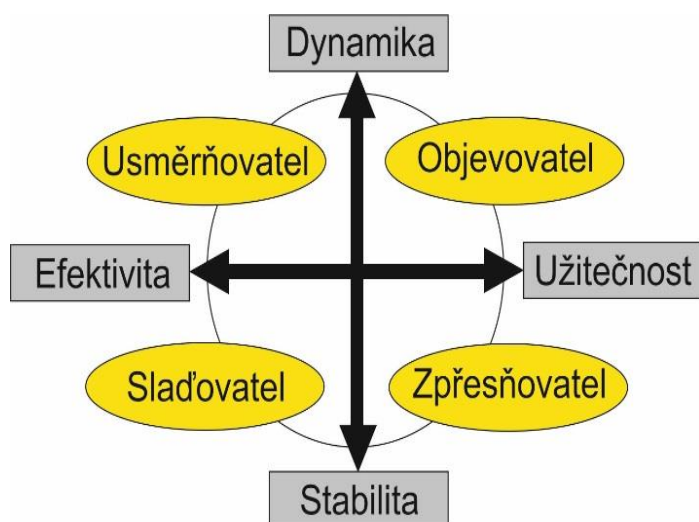 Dynamika
Usměrňovatel
Objevovatel
Efektivita
Užitečnost
Slaďovatel
Zpřesňovatel
Stabilita